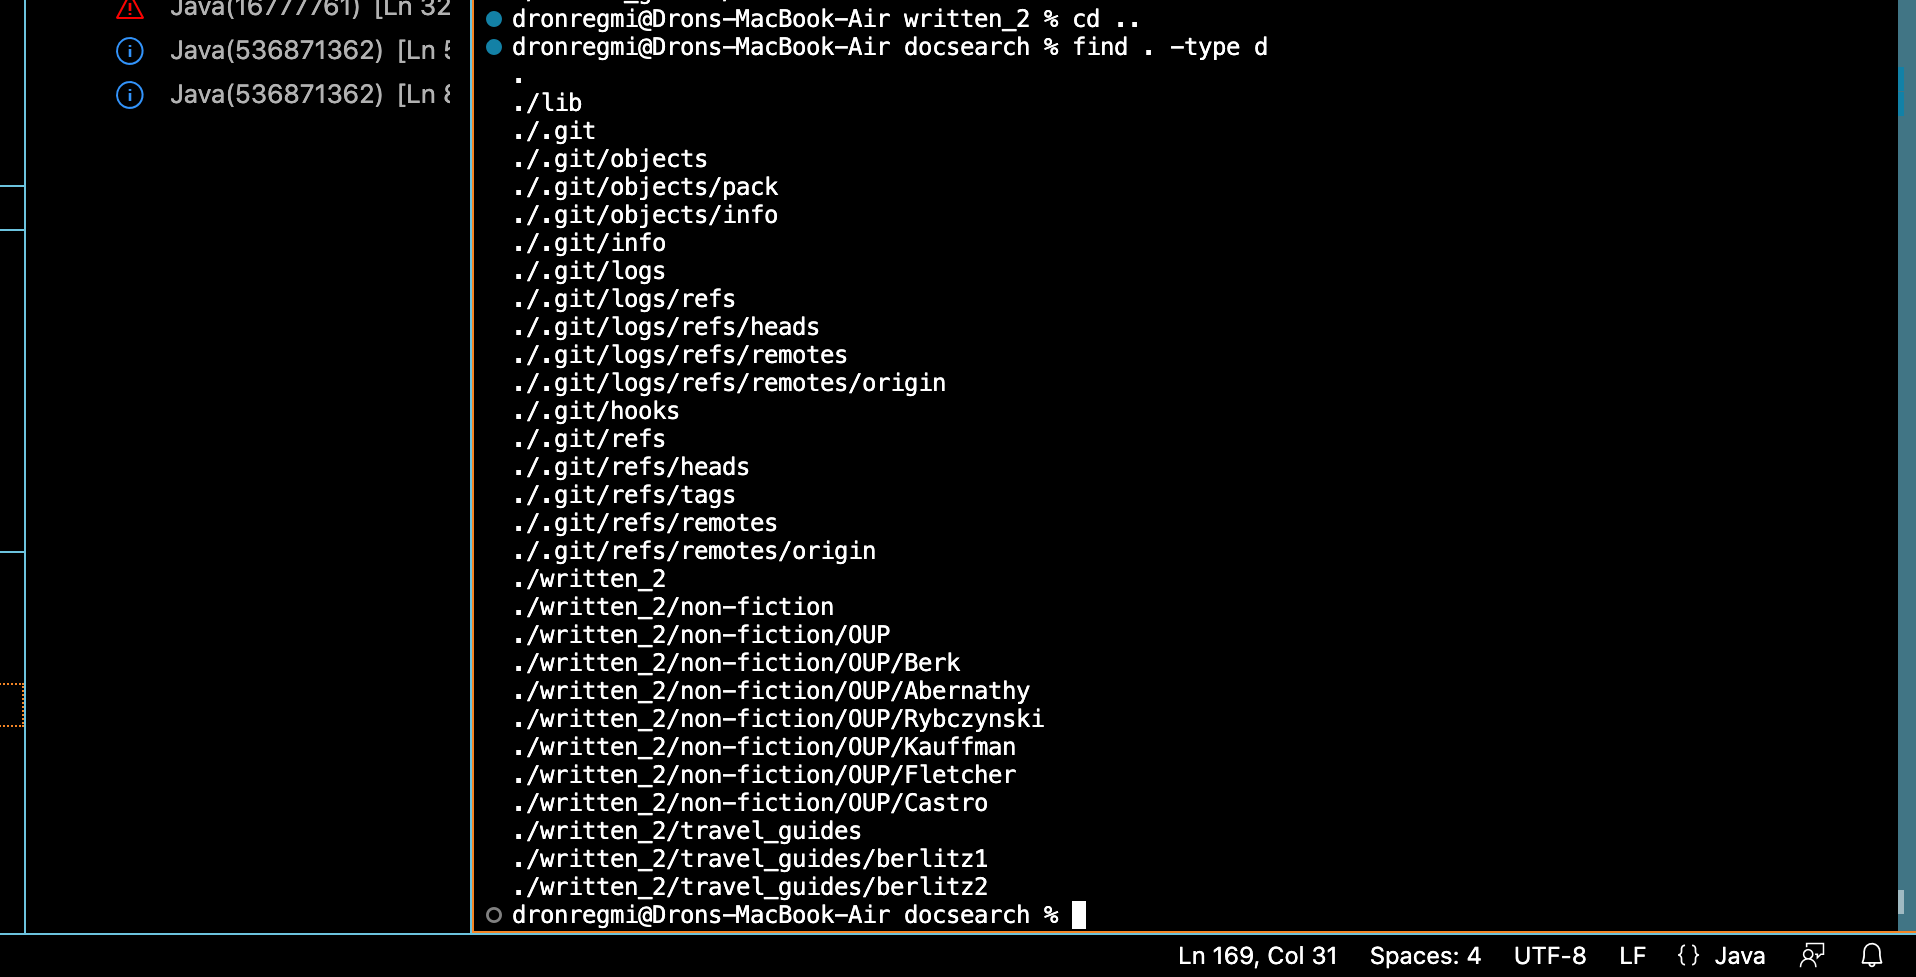 Java(16777761) [Ln 32
Java(536871362) [Ln 5
Java(536871362) [Ln 8
dronregmi@Drons-MacBook-Air written_2 % cd ..
dronregmi@Drons-MacBook-Air docsearch % find . -type d
.
./lib
./.git
./.git/objects
./.git/objects/pack
./.git/objects/info
./.git/info
./.git/logs
./.git/logs/refs
./.git/logs/refs/heads
./.git/logs/refs/remotes
./.git/logs/refs/remotes/origin
./.git/hooks
./.git/refs
./.git/refs/heads
./.git/refs/tags
./.git/refs/remotes
./.git/refs/remotes/origin
./written_2
./written_2/non-fiction
./written_2/non-fiction/OUP
./written_2/non-fiction/OUP/Berk
./written_2/non-fiction/OUP/Abernathy
./written_2/non-fiction/OUP/Rybczynski
./written_2/non-fiction/OUP/Kauffman
./written_2/non-fiction/OUP/Fletcher
./written_2/non-fiction/OUP/Castro
./written_2/travel_guides
./written_2/travel_guides/berlitz1
./written_2/travel_guides/berlitz2
dronregmi@Drons-MacBook-Air docsearch %
Ln 169, Col 31 Spaces: 4 UTF-8 LF {} Java